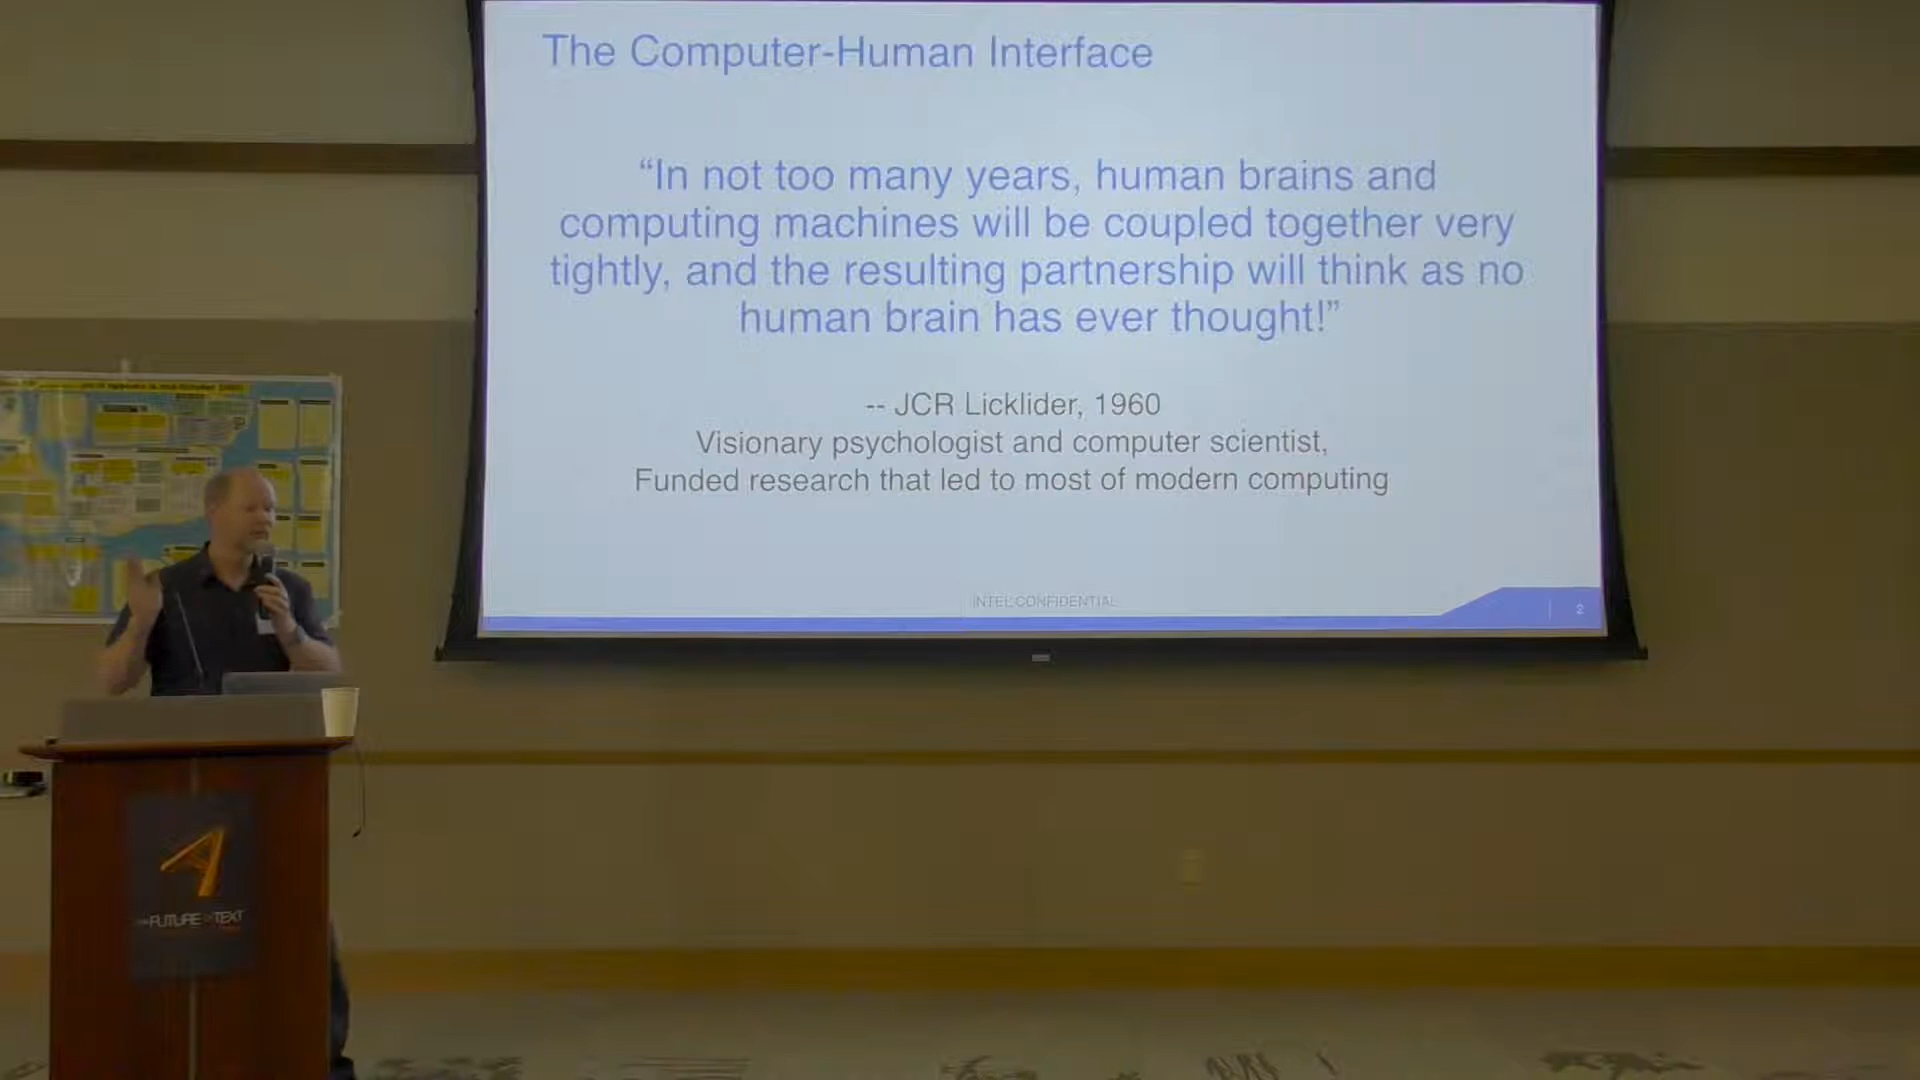 The Computer-Human Interface
“In not too many years, human brains and
computing machines will be coupled together very
tightly, and the resulting partnership will think as no
human brain has ever thought!”
-- JCR Licklider, 1960
Visionary psychologist and computer scientist,
Funded research that led to most of modern computing
INTEL CONFIDENTIAL
2
FUTURE OF TEXT